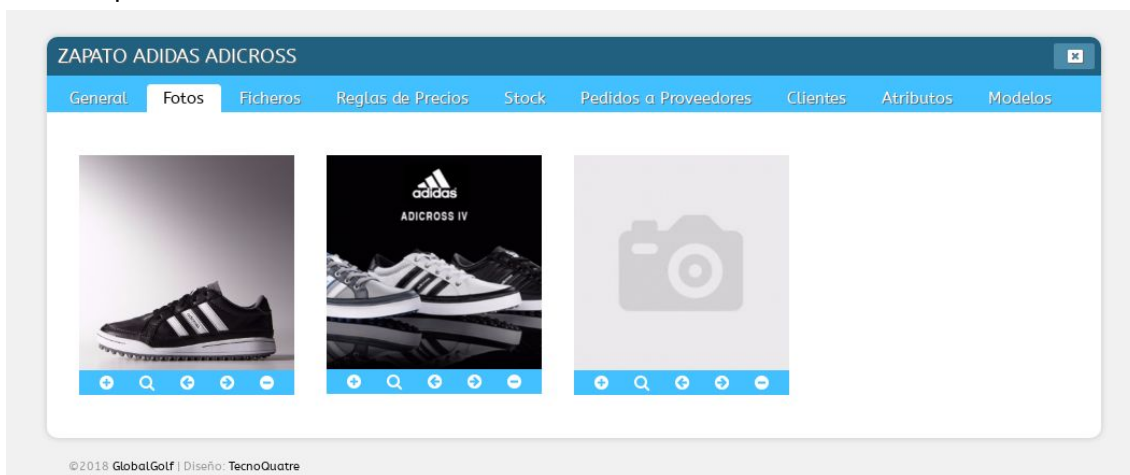 ZAPATO ADIDAS ADICROSS
General Fotos Ficheros Reglas de Precios Stock Pedidos a Proveedores Clientes Atributos Modelos
adidas
ADICROSS IV
©2018 GlobalGolf | Diseño: TecnoQuatre